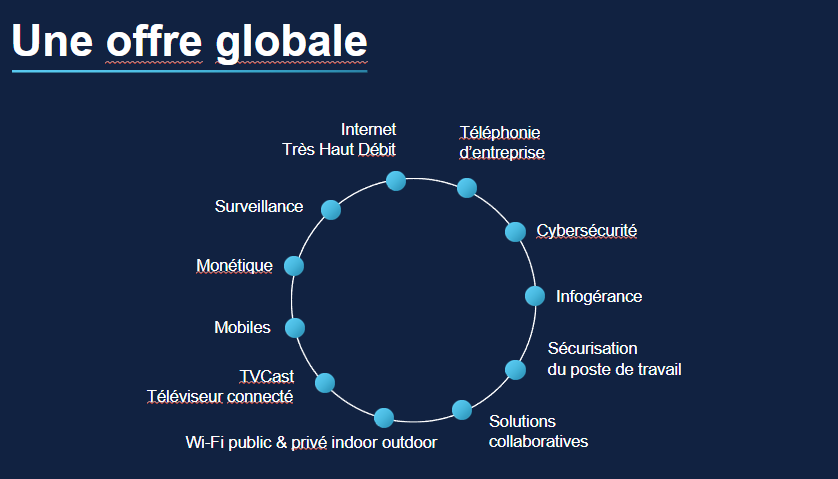 Une offre globale
Internet
Très Haut Débit
Téléphonie
d'entreprise
Surveillance
Cybersécurité
Monétique
Infogérance
Mobiles
Sécurisation
du poste de travail
TVCast
Téléviseur connecté
Solutions
collaboratives
Wi-Fi public & privé indoor outdoor